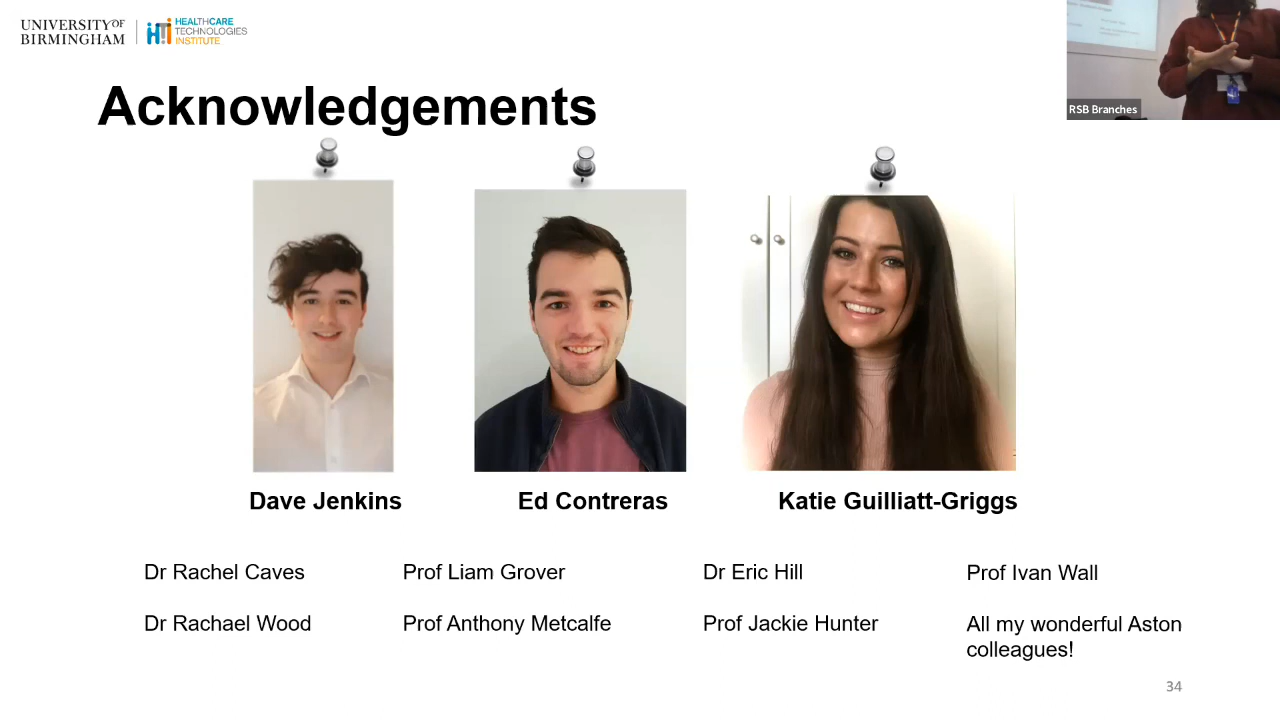 UNIVERSITY OF
BIRMINGHAM
HEALTHCARE
TECHNOLOGIES
INSTITUTE
RSB Branches
Acknowledgements
Dave Jenkins
Ed Contreras
Katie Guilliatt-Griggs
Dr Rachel Caves
Prof Liam Grover
Dr Eric Hill
Prof Ivan Wall
Dr Rachael Wood
Prof Anthony Metcalfe
Prof Jackie Hunter
All my wonderful Aston
colleagues!
34